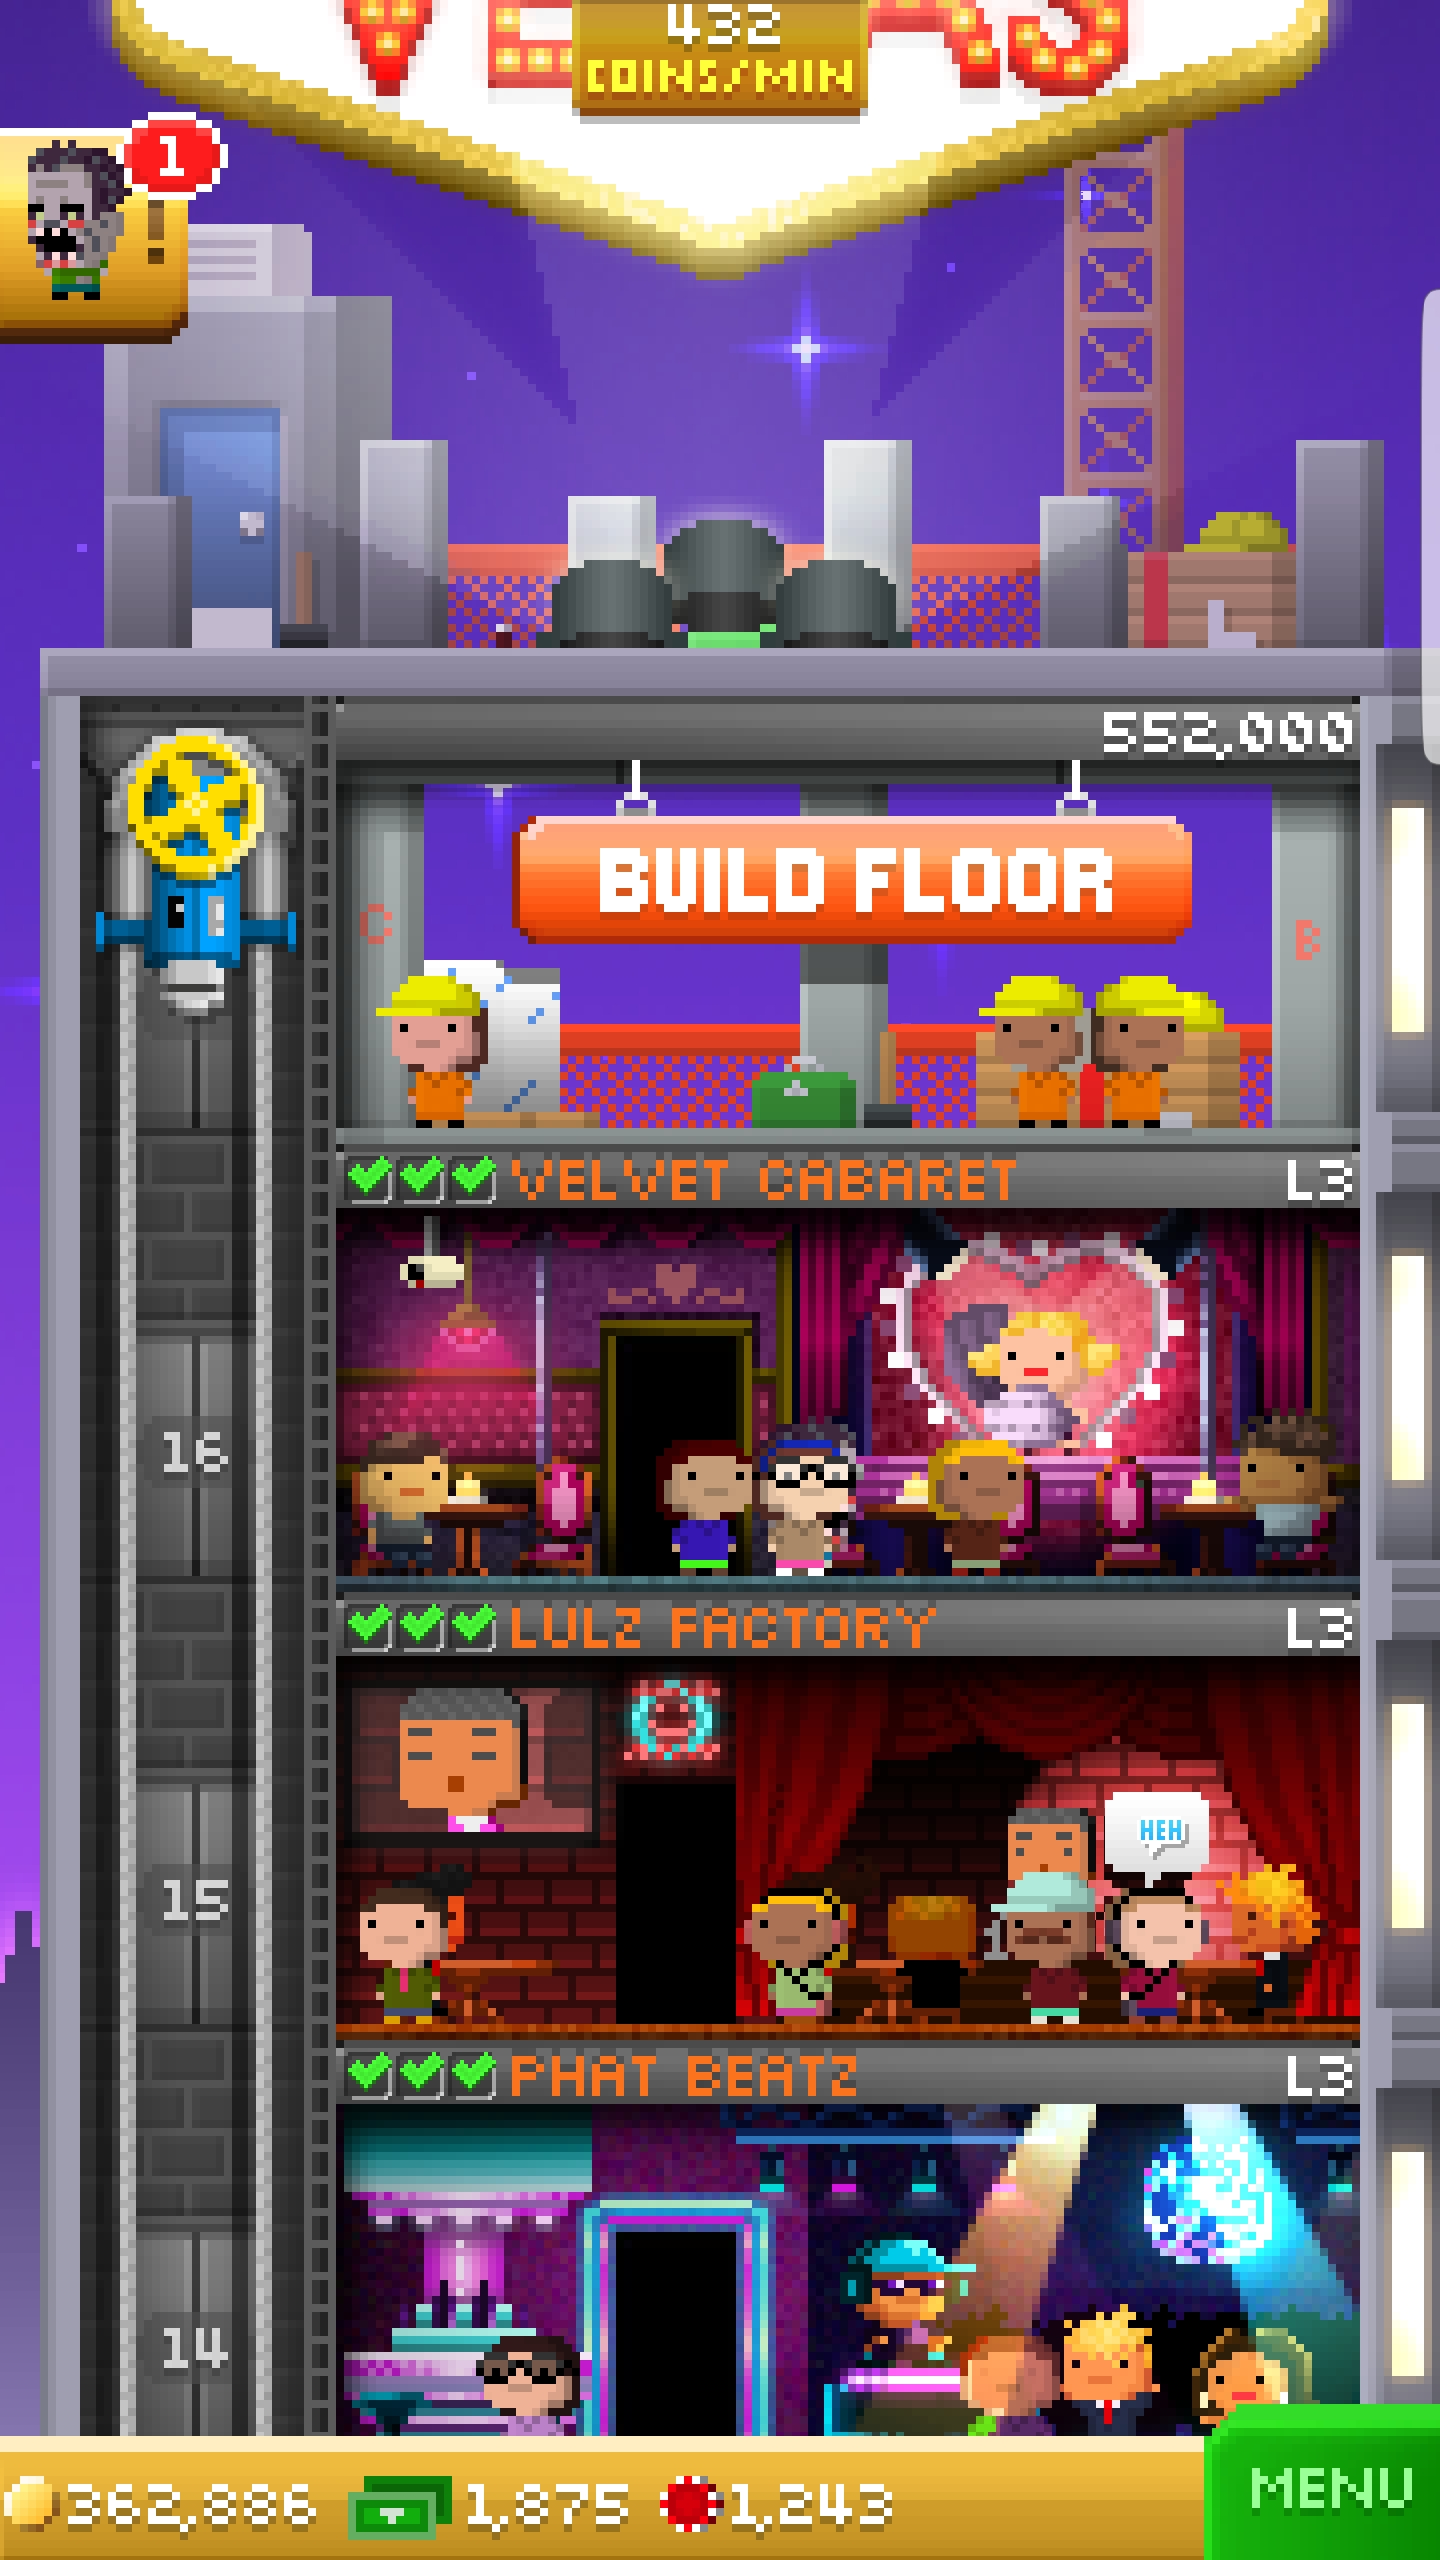 432
COINS/MIN
1
!
552,000
BUILD FLOOR
C
B
VELVET CABARET L3
16
LULZ FACTORY L3
HEH
15
PHAT BEATZ L3
14
362,886 1,875 1,243
MENU